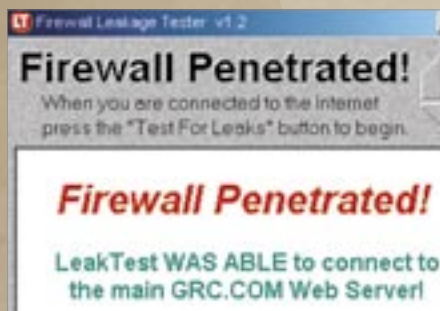 LT Firewall Leakage Tester v1.2
Firewall Penetrated!
When you are connected to the Internet
press the "Test For Leaks" button to begin.
Firewall Penetrated!
LeakTest WAS ABLE to connect to
the main GRC.COM Web Server!